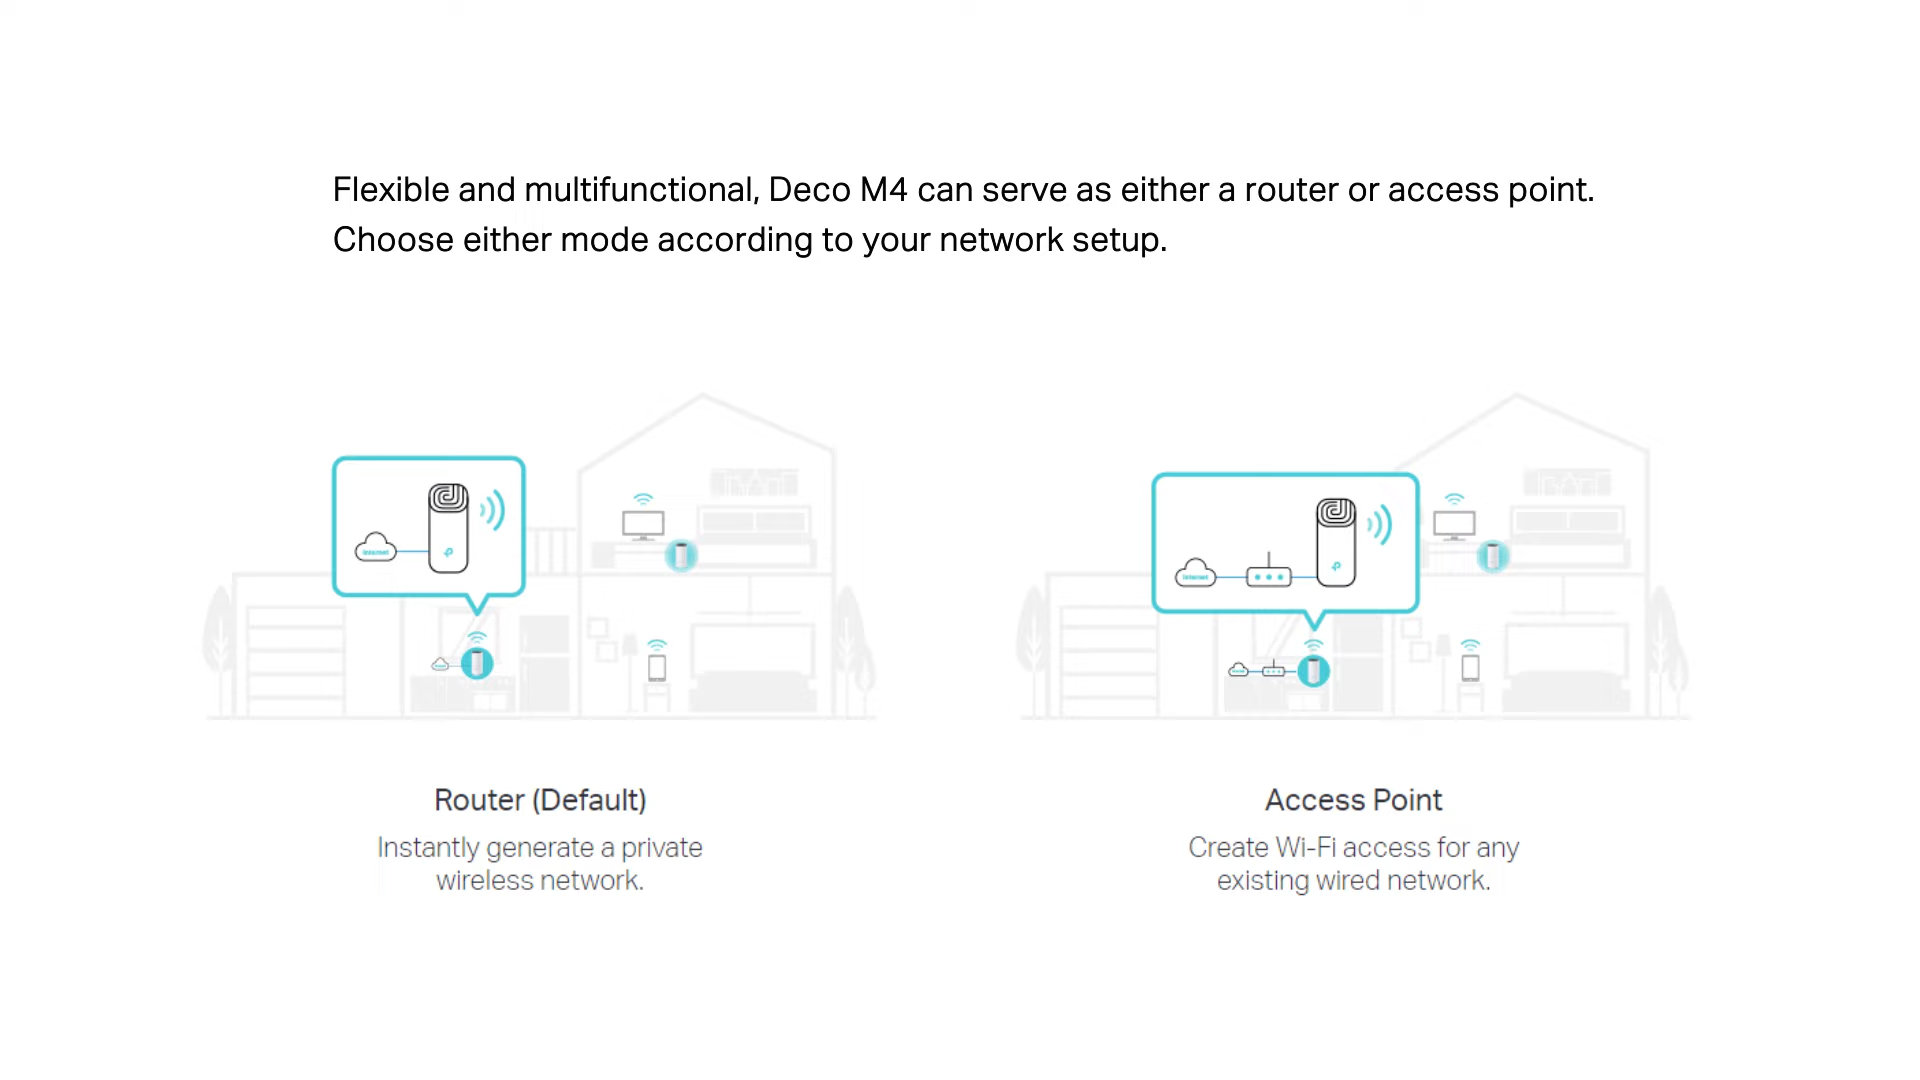 Flexible and multifunctional, Deco M4 can serve as either a router or access point.
Choose either mode according to your network setup.
Internet
Internet
Router (Default)
Instantly generate a private
wireless network.
Access Point
Create Wi-Fi access for any
existing wired network.